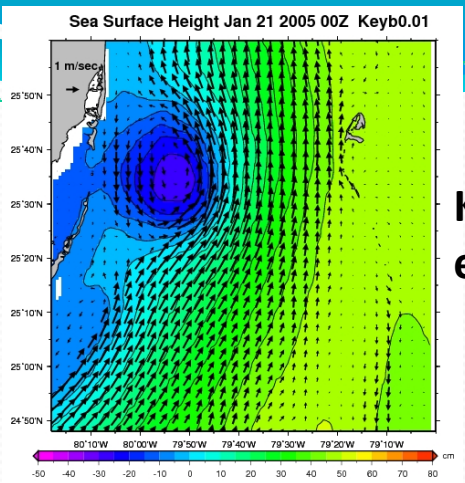 Sea Surface Height Jan 21 2005 00Z Keyb0.01
1 m/sec
25°50'N
25°40'N
25°30'N
25°20'N
25°10'N
25°00'N
24°50'N
80°10'W 80°00'W 79°50'W 79°40'W 79°30'W 79°20'W 79°10'W
-50 -40 -30 -20 -10 0 10 20 30 40 50 60 70 80 cm